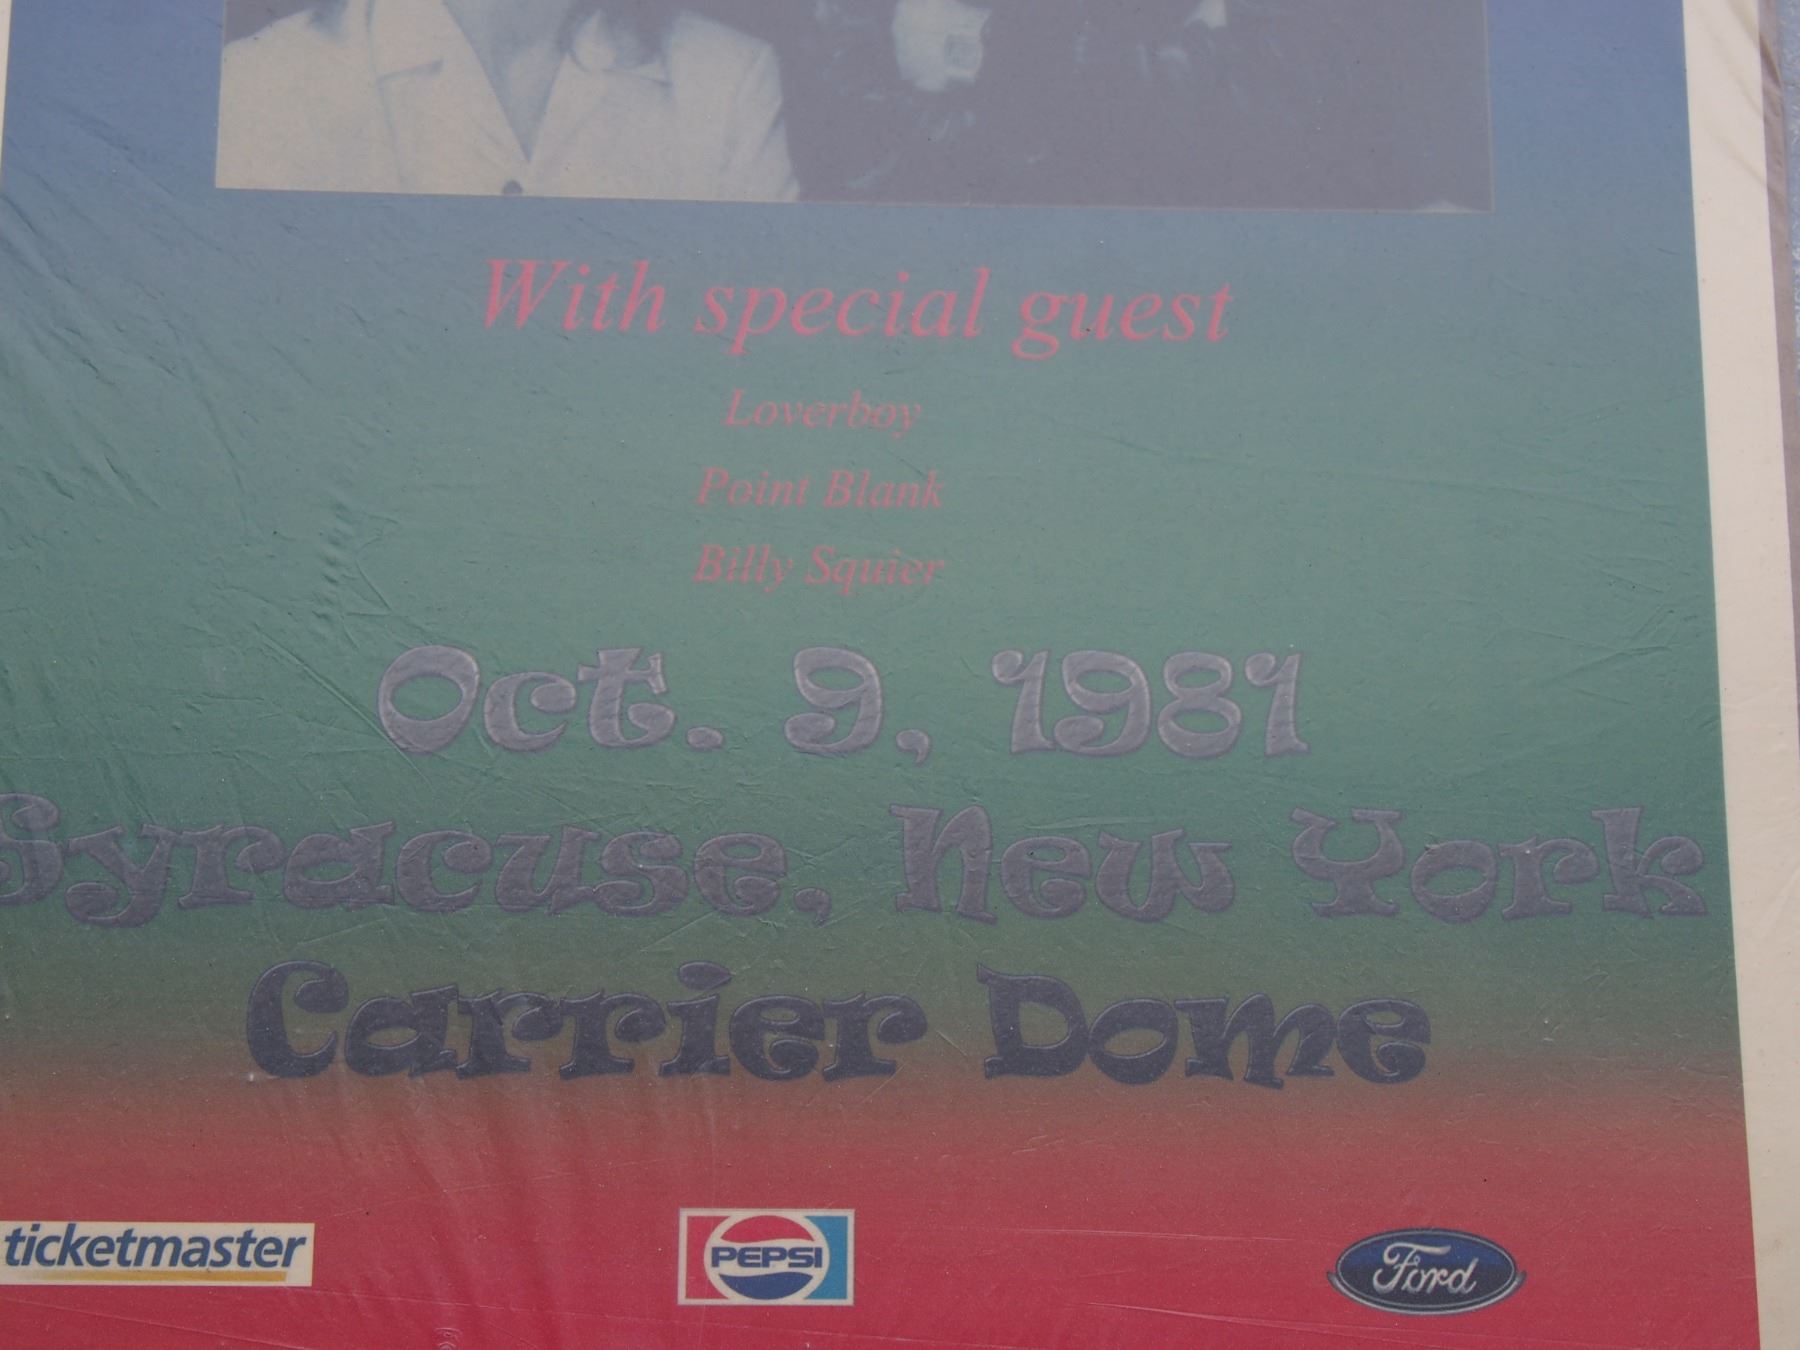 With special guest
Loverboy
Point Blank
Billy Squier
Oct. 9, 1981
Syracuse, New York
Carrier Dome
ticketmaster
PEPSI
Ford